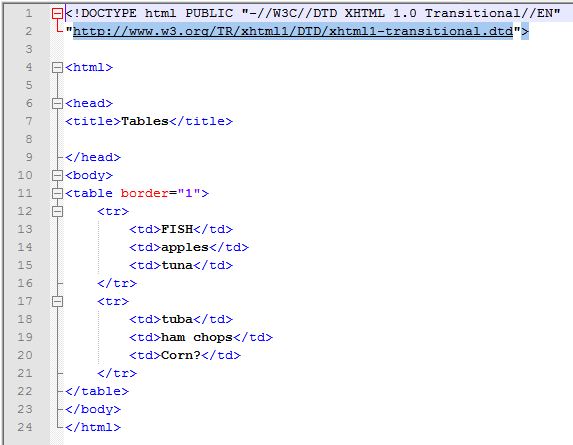 1 <!DOCTYPE html PUBLIC "-//W3C//DTD XHTML 1.0 Transitional//EN"
2 "http://www.w3.org/TR/xhtml1/DTD/xhtml1-transitional.dtd">
3
4 <html>
5
6 <head>
7 <title>Tables</title>
8
9 </head>
10 <body>
11 <table border="1">
12 <tr>
13 <td>FISH</td>
14 <td>apples</td>
15 <td>tuna</td>
16 </tr>
17 <tr>
18 <td>tuba</td>
19 <td>ham chops</td>
20 <td>Corn?</td>
21 </tr>
22 </table>
23 </body>
24 </html>